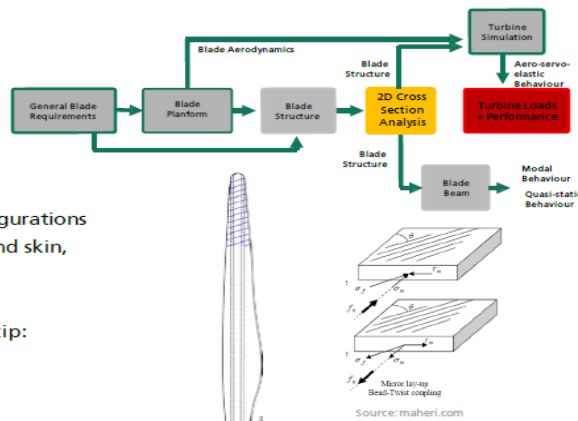 Turbine
Simulation
Blade Aerodynamics
Blade
Structure
Aero-servo-
elastic
Behaviour
General Blade
Requirements
Blade
Planform
Blade
Structure
2D Cross
Section
Analysis
Turbine Loads
+ Performance
Blade
Structure
Blade
Beam
Modal
Behaviour
Quasi-stati
Behaviour
gurations
nd skin,
tip:
θ
θ
Mirror lay-up
Bend-Twist coupling
Source: maheri.com